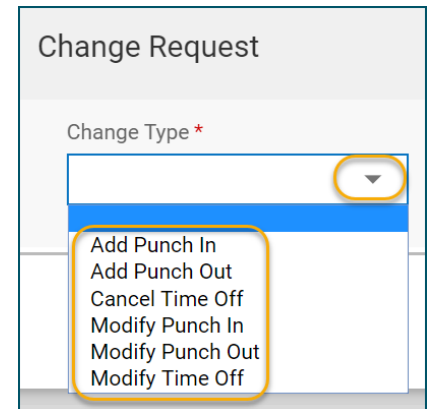 Change Request
Change Type *
Add Punch In
Add Punch Out
Cancel Time Off
Modify Punch In
Modify Punch Out
Modify Time Off